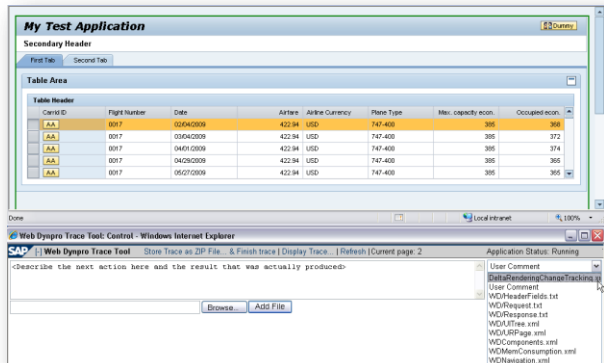 My Test Application
Dummy
Secondary Header
First Tab Second Tab
Table Area
Table Header
Carrid ID Flight Number Date Airfare Airline Currency Plane Type Max. capacity econ. Occupied econ.
AA 0017 02/04/2009 422.94 USD 747-400 385 368
AA 0017 03/04/2009 422.94 USD 747-400 385 372
AA 0017 04/01/2009 422.94 USD 747-400 385 374
AA 0017 04/29/2009 422.94 USD 747-400 385 365
AA 0017 05/27/2009 422.94 USD 747-400 385 365
Done Local intranet 100%
Web Dynpro Trace Tool: Control - Windows Internet Explorer
SAP [-] Web Dynpro Trace Tool Store Trace as ZIP File... & Finish trace | Display Trace... | Refresh | Current page: 2 Application Status: Running
<Describe the next action here and the result that was actually produced>
User Comment
DeltaRenderingChangeTracking.
User Comment
WD/HeaderFields.txt
WD/Request.txt
WD/Response.txt
WD/UITree.xml
WD/URPage.xml
WDComponents.xml
WDMemConsumption.xml
WDNavigation.xml
Browse... Add File